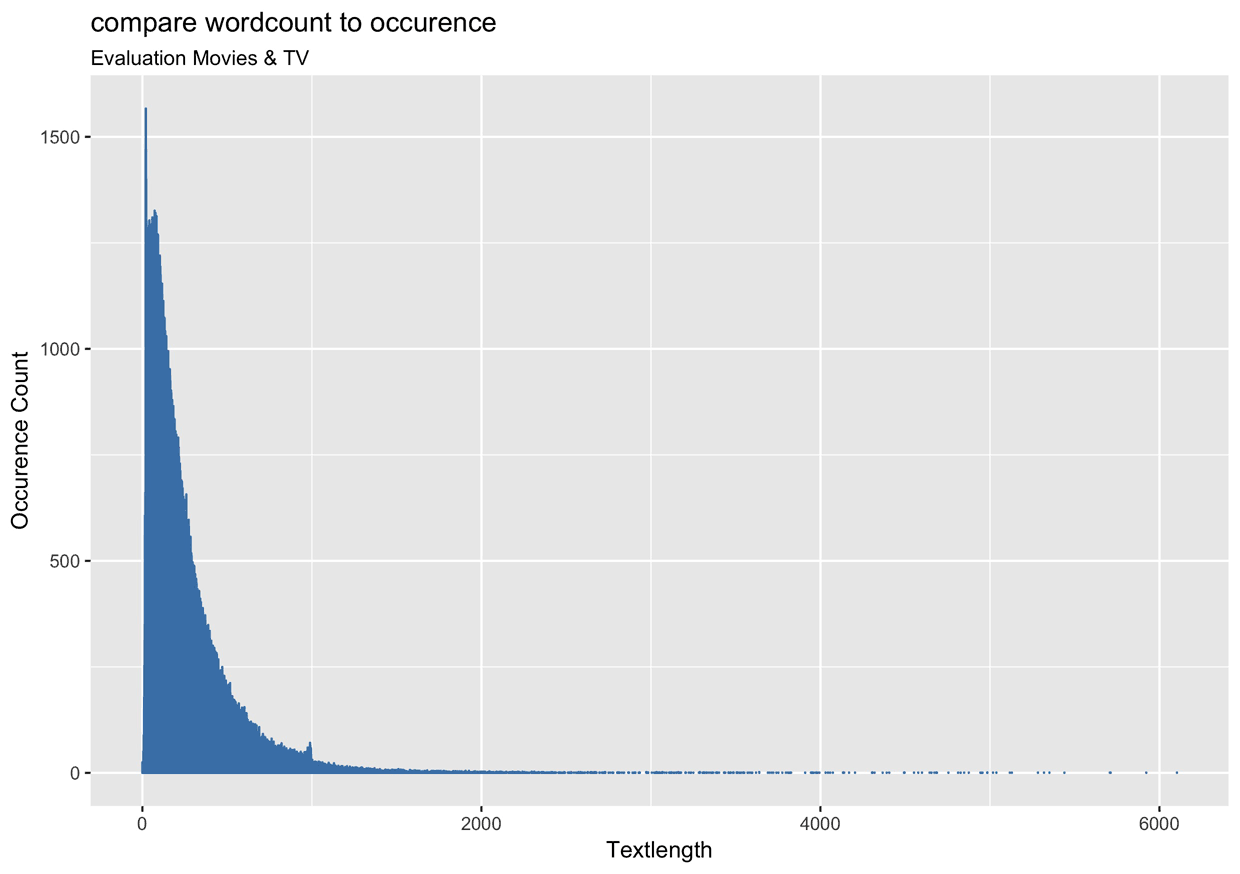 compare wordcount to occurence
Evaluation Movies & TV
1500
1000
500
0
Occurence Count
0 2000 4000 6000
Textlength